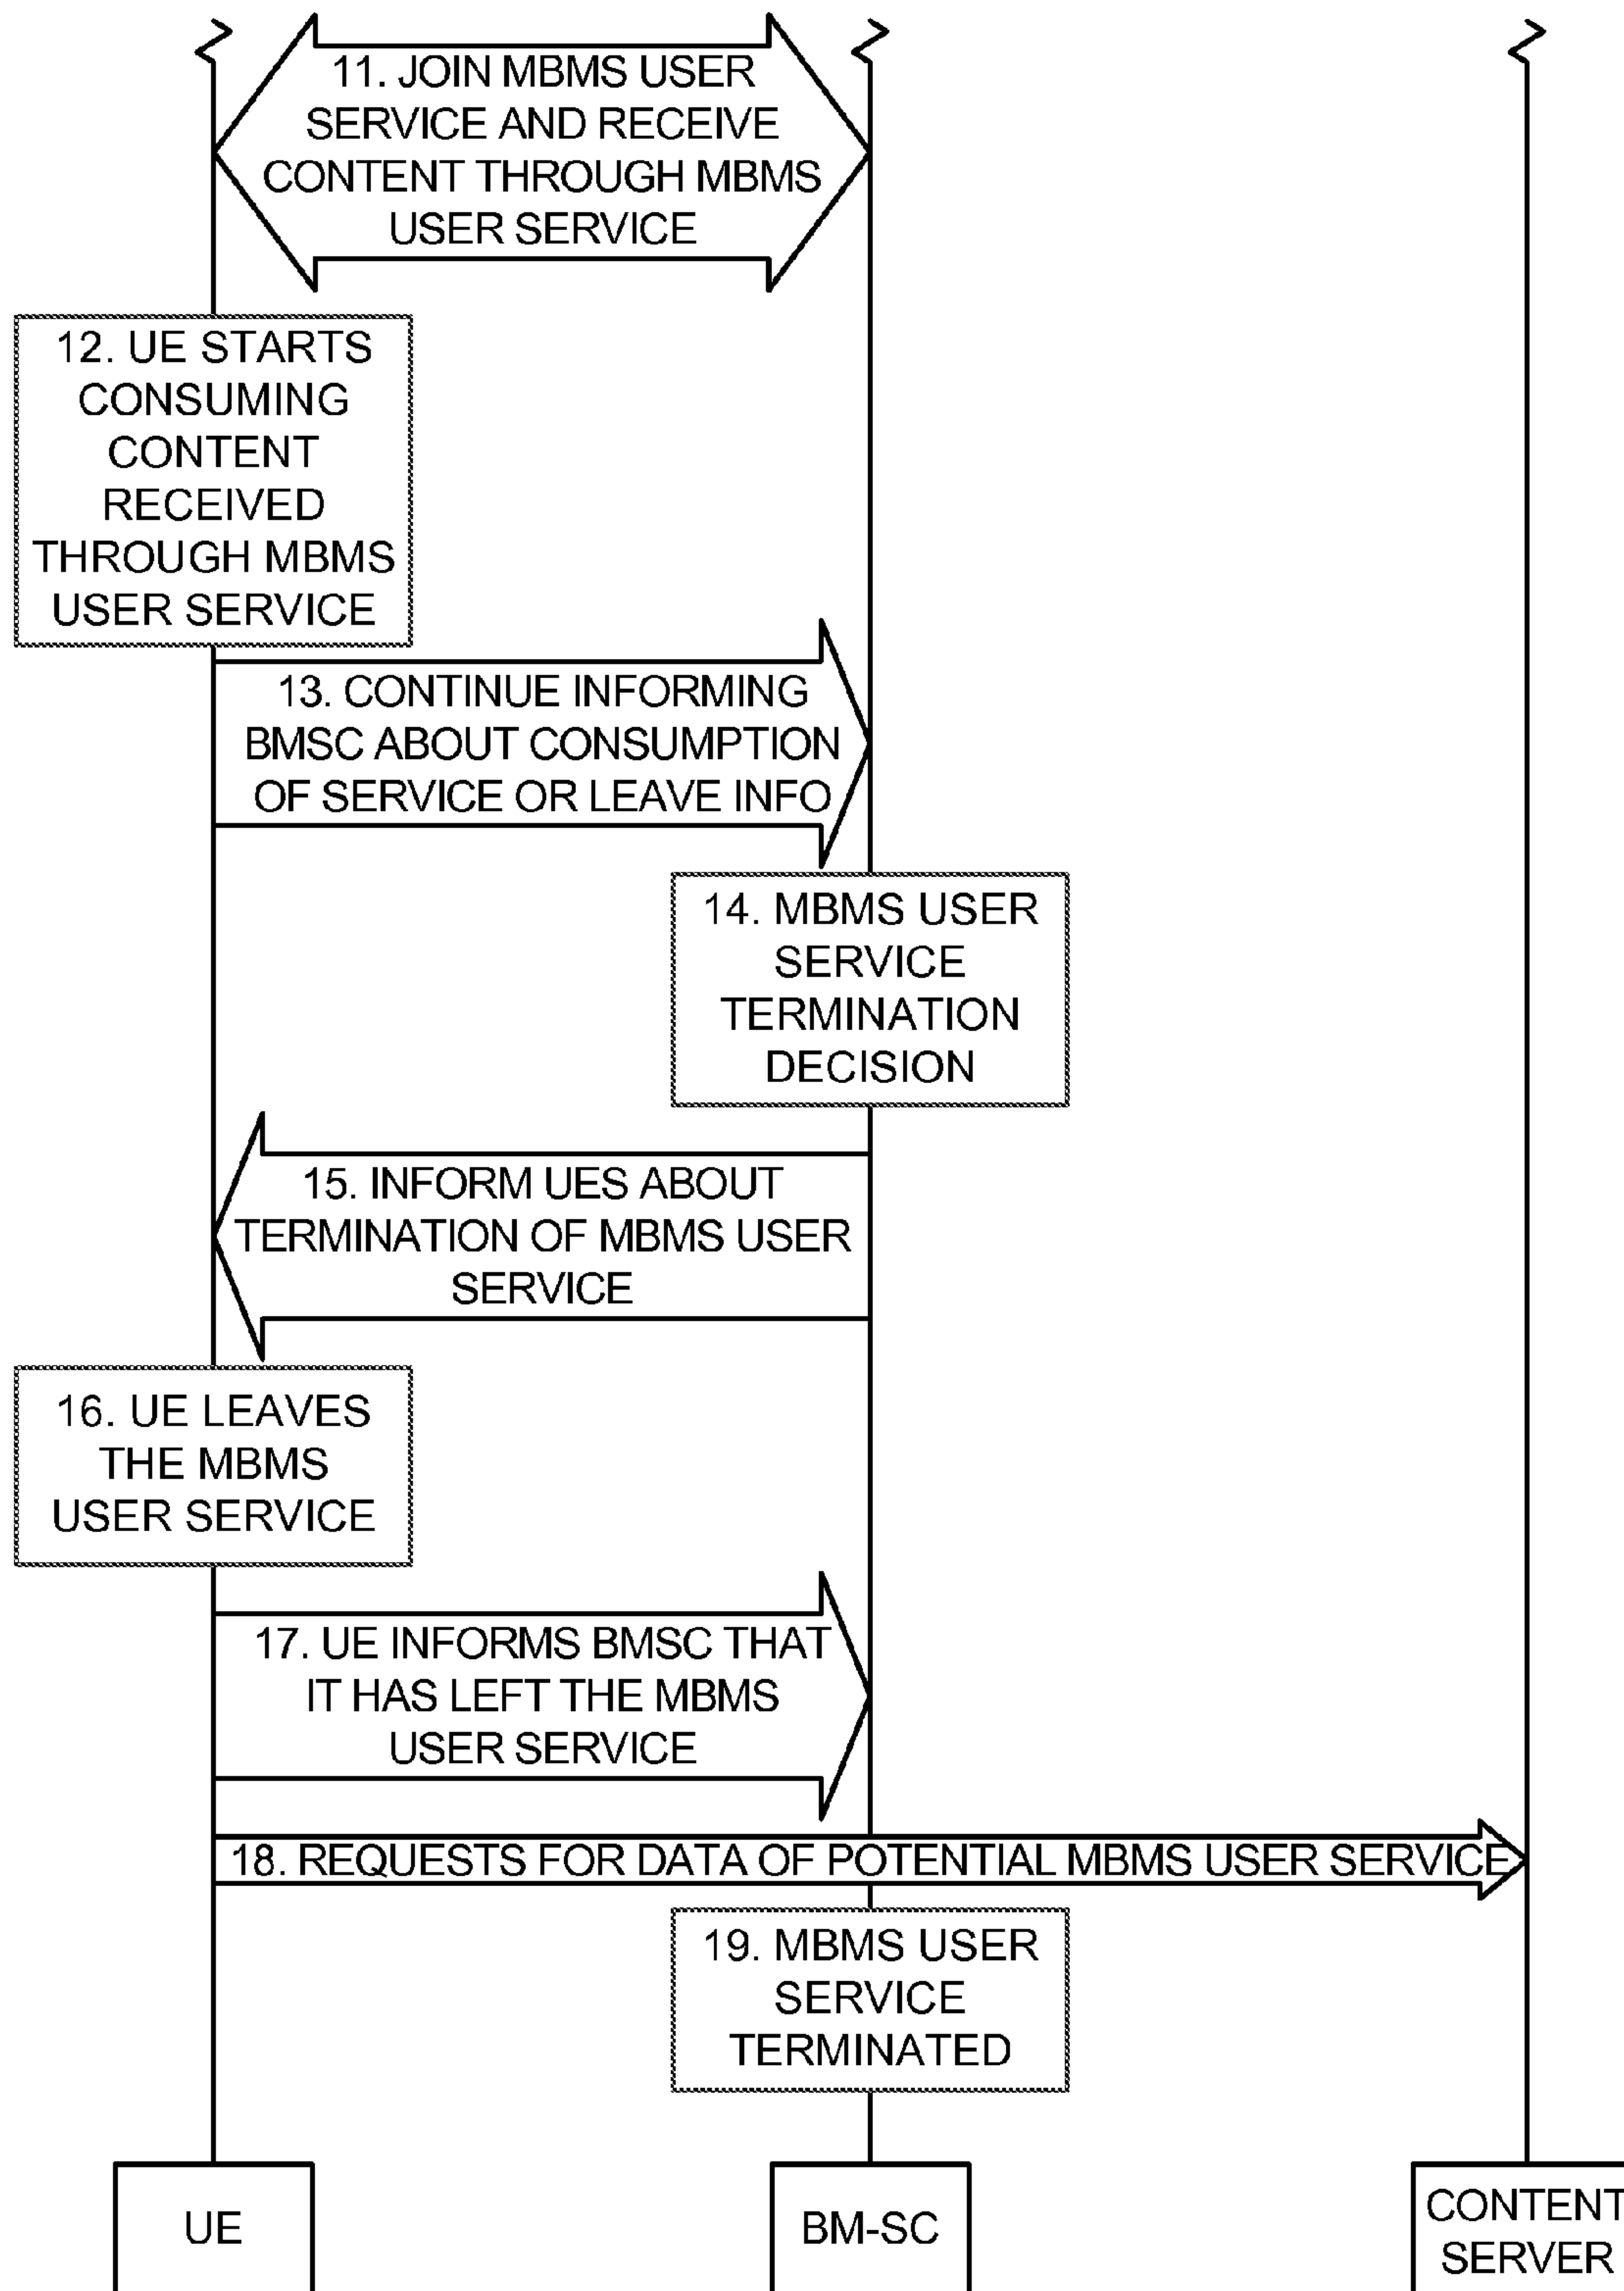 11. JOIN MBMS USER
SERVICE AND RECEIVE
CONTENT THROUGH MBMS
USER SERVICE
12. UE STARTS
CONSUMING
CONTENT
RECEIVED
THROUGH MBMS
USER SERVICE
13. CONTINUE INFORMING
BMSC ABOUT CONSUMPTION
OF SERVICE OR LEAVE INFO
14. MBMS USER
SERVICE
TERMINATION
DECISION
15. INFORM UES ABOUT
TERMINATION OF MBMS USER
SERVICE
16. UE LEAVES
THE MBMS
USER SERVICE
17. UE INFORMS BMSC THAT
IT HAS LEFT THE MBMS
USER SERVICE
18. REQUESTS FOR DATA OF POTENTIAL MBMS USER SERVICE
19. MBMS USER
SERVICE
TERMINATED
UE
BM-SC
CONTENT
SERVER